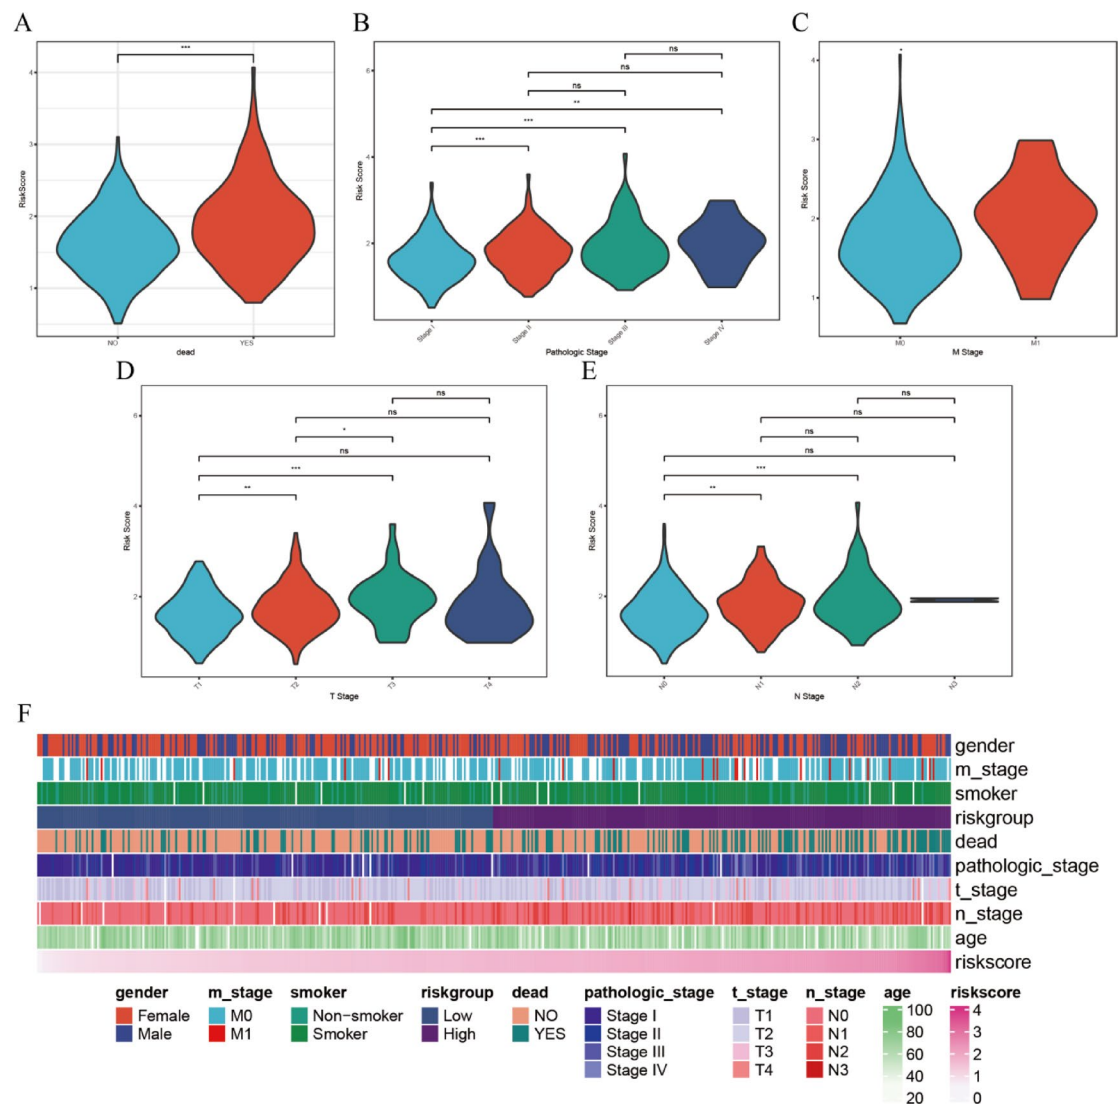 A
B
C
***
4
3
2
1
RiskScore
NO
YES
dead
ns
ns
ns
**
***
***
6
4
2
Risk Score
Stage I
Stage II
Stage III
Stage IV
Pathologic Stage
*
4
3
2
1
Risk Score
M0
M1
M Stage
D
E
ns
ns
*
ns
***
**
6
4
2
Risk Score
T1
T2
T3
T4
T Stage
ns
ns
ns
ns
***
**
6
4
2
Risk Score
N0
N1
N2
N3
N Stage
F
gender
m_stage
smoker
riskgroup
dead
pathologic_stage
t_stage
n_stage
age
riskscore
gender
Female
Male
m_stage
M0
M1
smoker
Non-smoker
Smoker
riskgroup
Low
High
dead
NO
YES
pathologic_stage
Stage I
Stage II
Stage III
Stage IV
t_stage
T1
T2
T3
T4
n_stage
N0
N1
N2
N3
age
100
80
60
40
20
riskscore
4
3
2
1
0